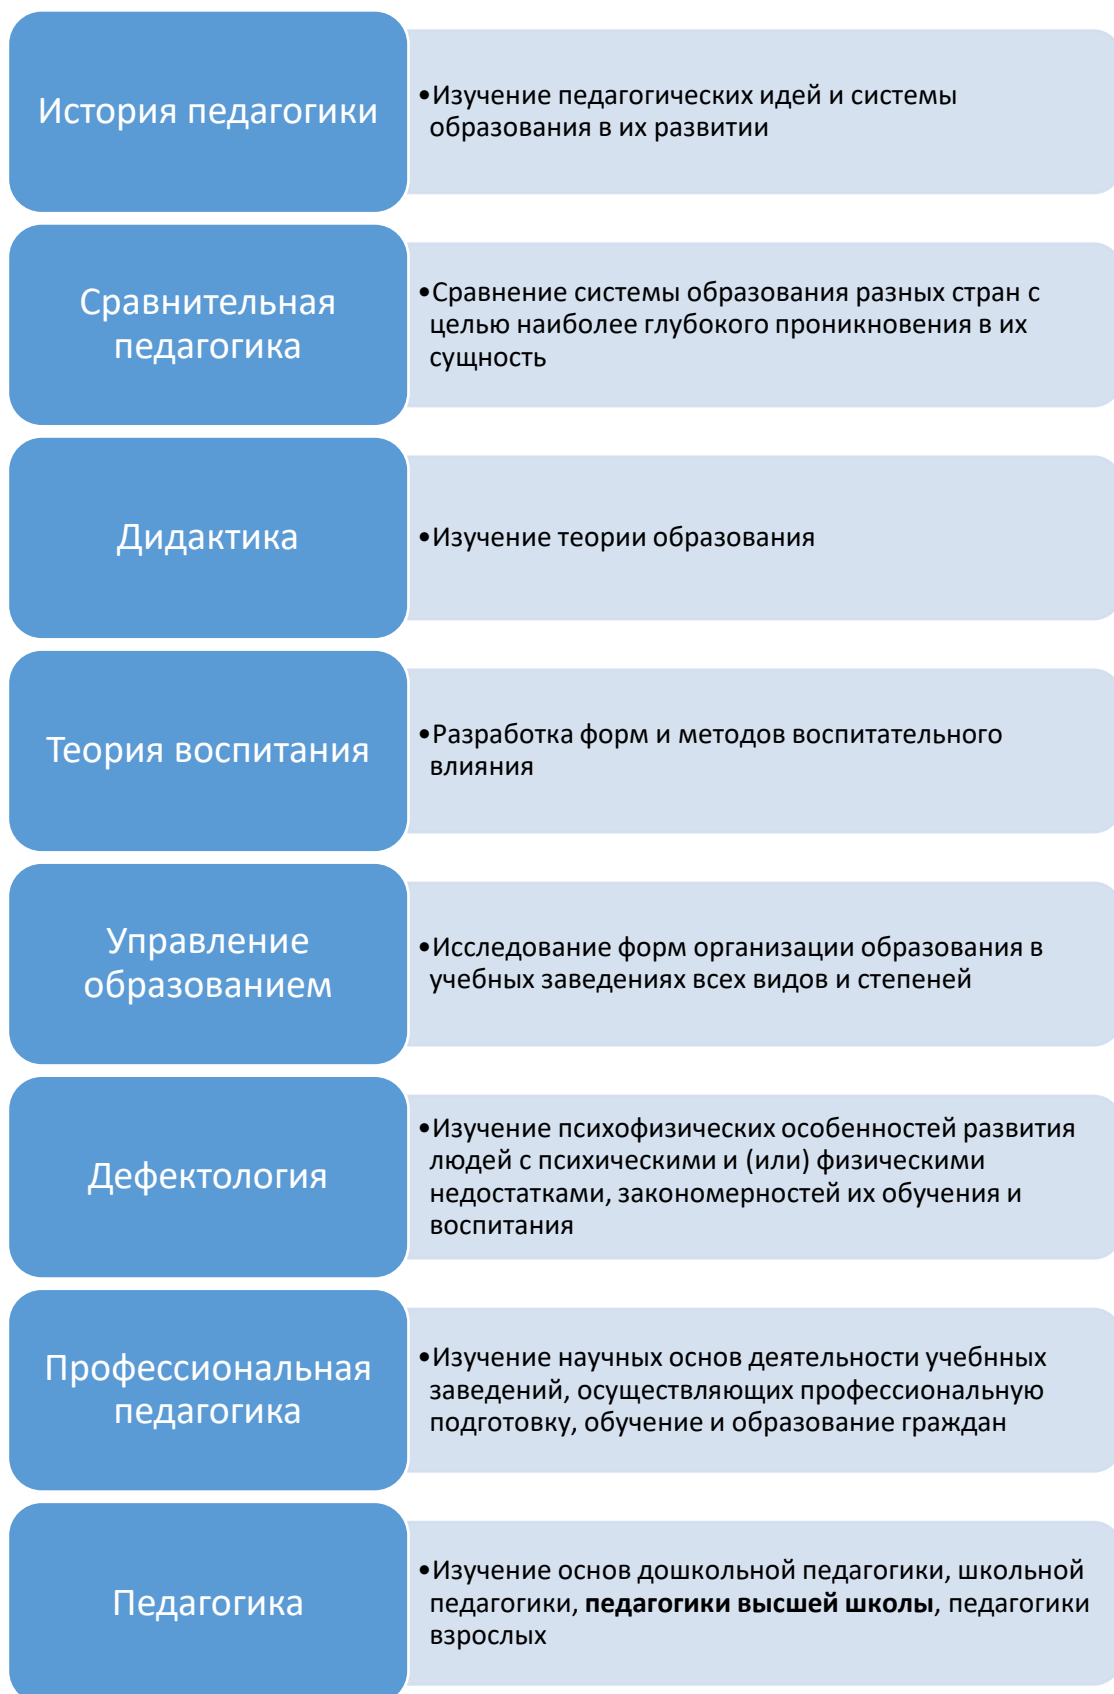 История педагогики
•Изучение педагогических идей и системы
образования в их развитии
Сравнительная
педагогика
•Сравнение системы образования разных стран с
целью наиболее глубокого проникновения в их
сущность
Дидактика
•Изучение теории образования
Теория воспитания
•Разработка форм и методов воспитательного
влияния
Управление
образованием
•Исследование форм организации образования в
учебных заведениях всех видов и степеней
Дефектология
•Изучение психофизических особенностей развития
людей с психическими и (или) физическими
недостатками, закономерностей их обучения и
воспитания
Профессиональная
педагогика
•Изучение научных основ деятельности учебнных
заведений, осуществляющих профессиональную
подготовку, обучение и образование граждан
Педагогика
•Изучение основ дошкольной педагогики, школьной
педагогики, педагогики высшей школы, педагогики
взрослых